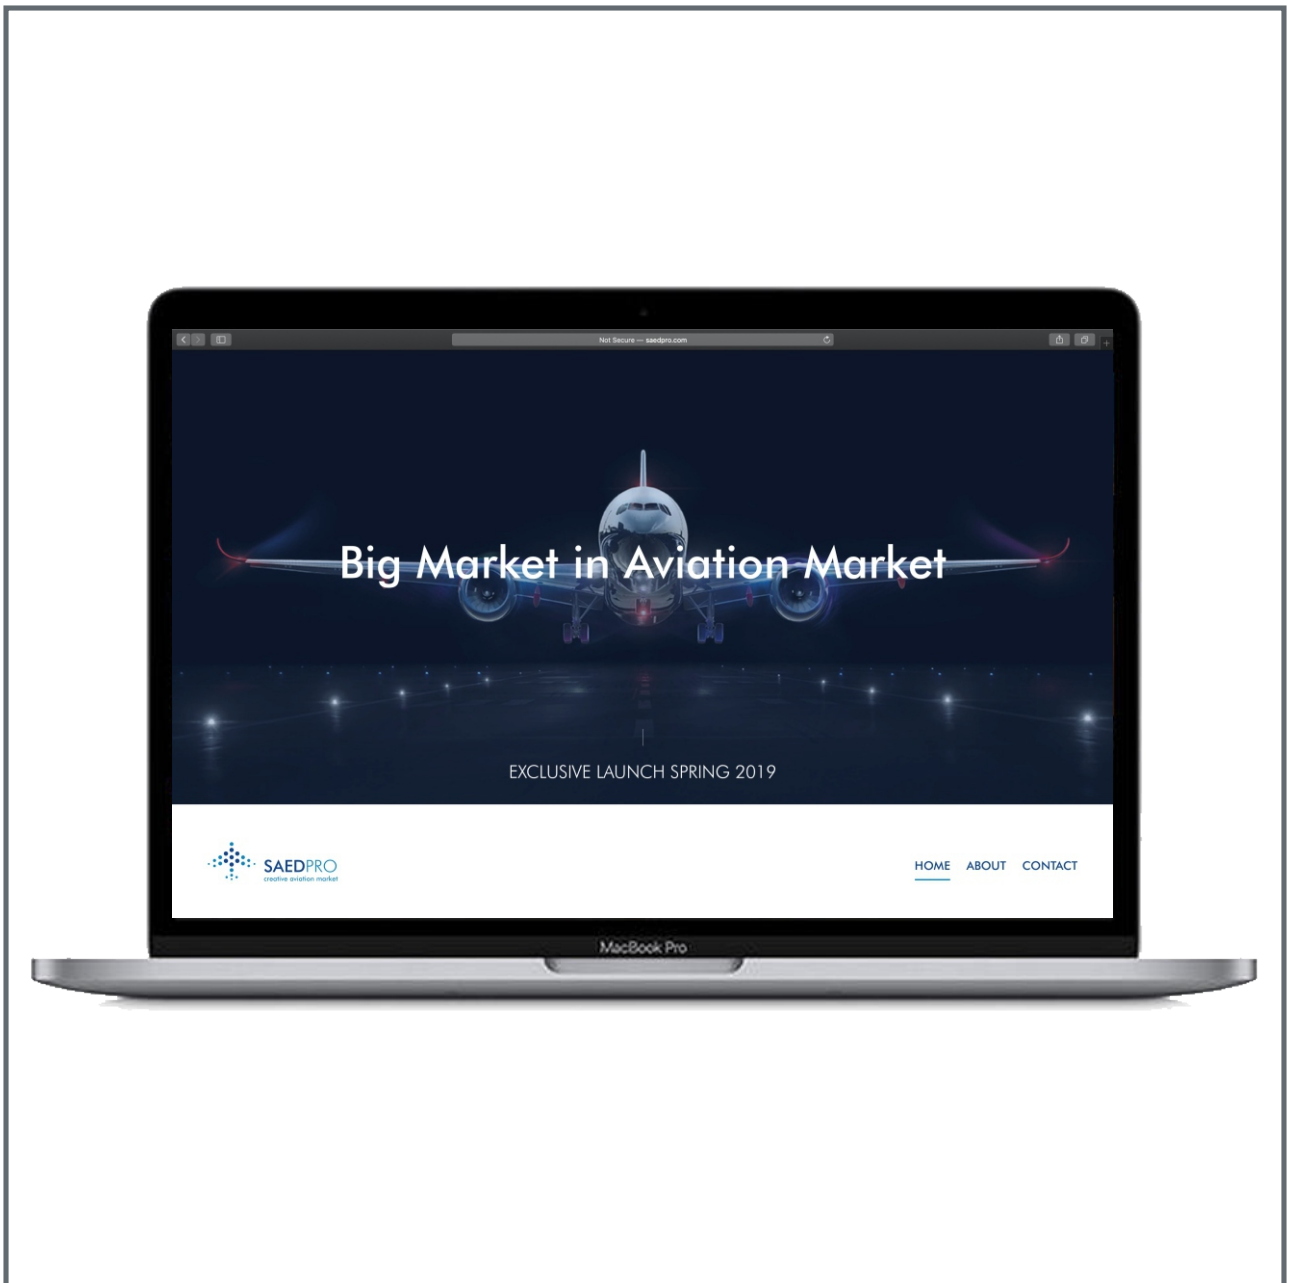 Not Secure — saedpro.com
Big Market in Aviation Market
EXCLUSIVE LAUNCH SPRING 2019
SAEDPRO
creative aviation market
HOME ABOUT CONTACT
MacBook Pro